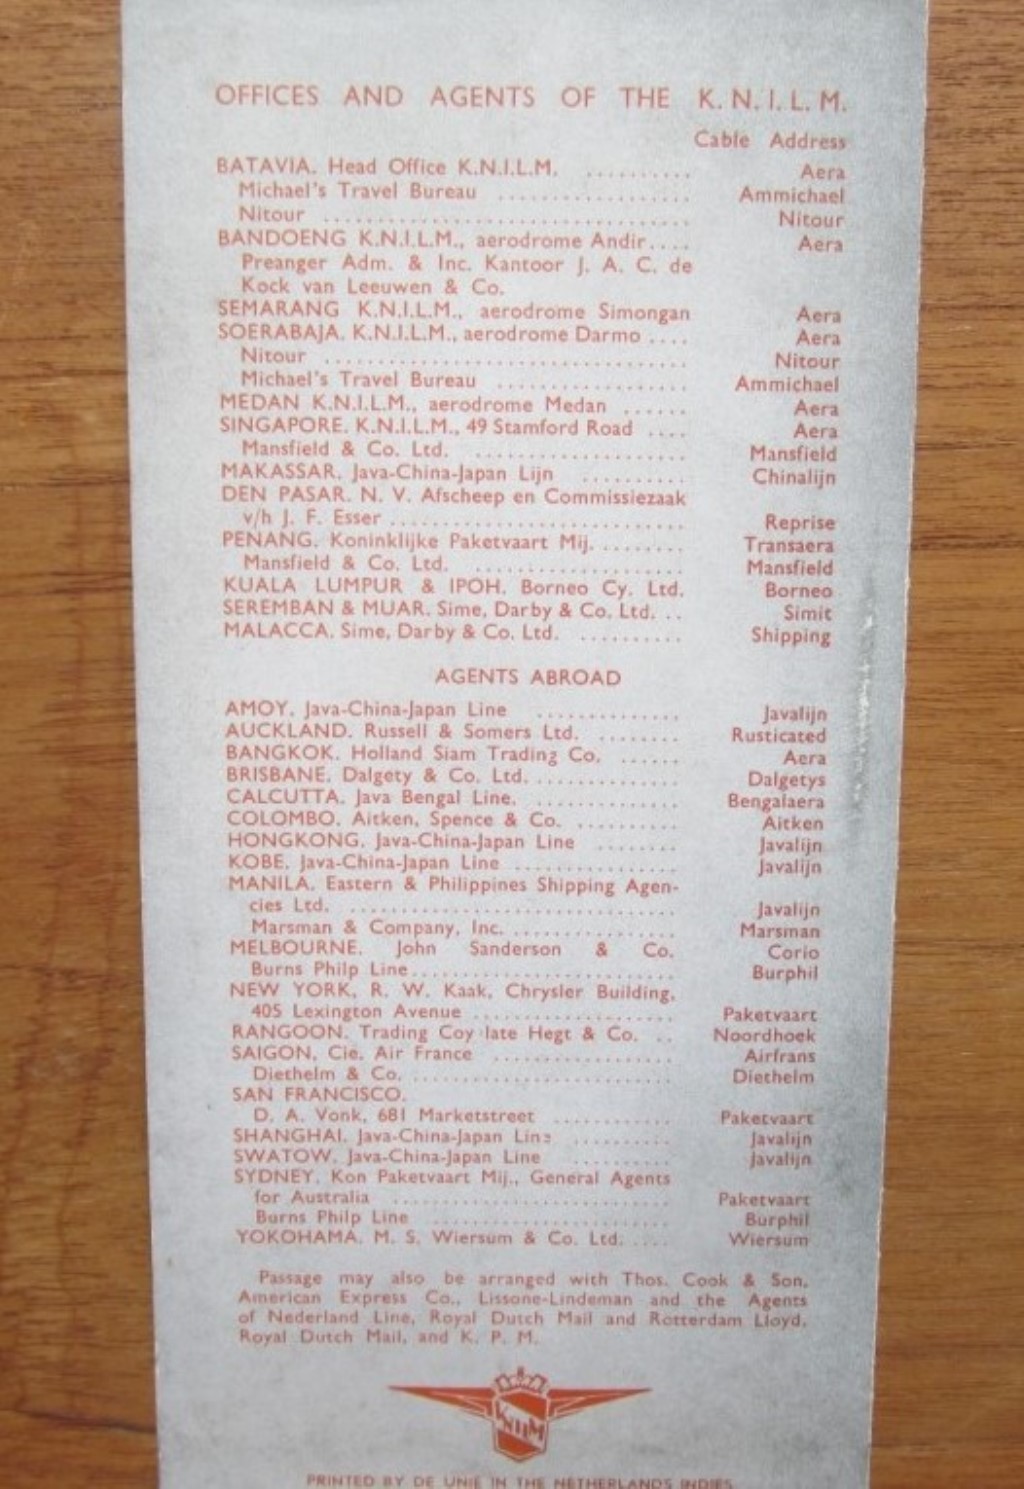 OFFICES AND AGENTS OF THE K.N.I.L.M.
Cable Address
BATAVIA. Head Office K.N.I.L.M. .......... Aera
Michael's Travel Bureau .................. Ammichael
Nitour .................................. Nitour
BANDOENG K.N.I.L.M., aerodrome Andir.... Aera
Preanger Adm. & Inc. Kantoor J. A. C. de
Kock van Leeuwen & Co.
SEMARANG K.N.I.L.M., aerodrome Simongan Aera
SOERABAJA. K.N.I.L.M., aerodrome Darmo .... Aera
Nitour .................................. Nitour
Michael's Travel Bureau .................. Ammichael
MEDAN K.N.I.L.M., aerodrome Medan ...... Aera
SINGAPORE. K.N.I.L.M., 49 Stamford Road .... Aera
Mansfield & Co. Ltd. .................... Mansfield
MAKASSAR. Java-China-Japan Lijn .......... Chinalijn
DEN PASAR. N. V. Afscheep en Commissiezaak
v/h J. F. Esser ............................ Reprise
PENANG. Koninklijke Paketvaart Mij. ........ Transaera
Mansfield & Co. Ltd. .................... Mansfield
KUALA LUMPUR & IPOH. Borneo Cy. Ltd. Borneo
SEREMBAN & MUAR. Sime, Darby & Co. Ltd. .. Simit
MALACCA. Sime, Darby & Co. Ltd. .......... Shipping
AGENTS ABROAD
AMOY. Java-China-Japan Line .............. Javalijn
AUCKLAND. Russell & Somers Ltd. ........ Rusticated
BANGKOK. Holland Siam Trading Co. ...... Aera
BRISBANE. Dalgety & Co. Ltd. .............. Dalgetys
CALCUTTA. Java Bengal Line. .............. Bengalaera
COLOMBO. Aitken, Spence & Co. .......... Aitken
HONGKONG. Java-China-Japan Line ........ Javalijn
KOBE. Java-China-Japan Line ................ Javalijn
MANILA. Eastern & Philippines Shipping Agen-
cies Ltd. ................................ Javalijn
Marsman & Company. Inc. ................ Marsman
MELBOURNE. John Sanderson & Co. Corio
Burns Philp Line.......................... Burphil
NEW YORK, R. W. Kaak, Chrysler Building,
405 Lexington Avenue .................... Paketvaart
RANGOON. Trading Coy late Hegt & Co. .. Noordhoek
SAIGON. Cie. Air France .................. Airfrans
Diethelm & Co. .......................... Diethelm
SAN FRANCISCO.
D. A. Vonk, 681 Marketstreet ............ Paketvaart
SHANGHAI. Java-China-Japan Line .......... Javalijn
SWATOW. Java-China-Japan Line .......... Javalijn
SYDNEY. Kon Paketvaart Mij., General Agents
for Australia ............................ Paketvaart
Burns Philp Line ........................ Burphil
YOKOHAMA. M. S. Wiersum & Co. Ltd. .... Wiersum
Passage may also be arranged with Thos. Cook & Son,
American Express Co., Lissone-Lindeman and the Agents
of Nederland Line, Royal Dutch Mail and Rotterdam Lloyd,
Royal Dutch Mail, and K. P. M.
KNILM
PRINTED BY DE UNIE IN THE NETHERLANDS INDIES